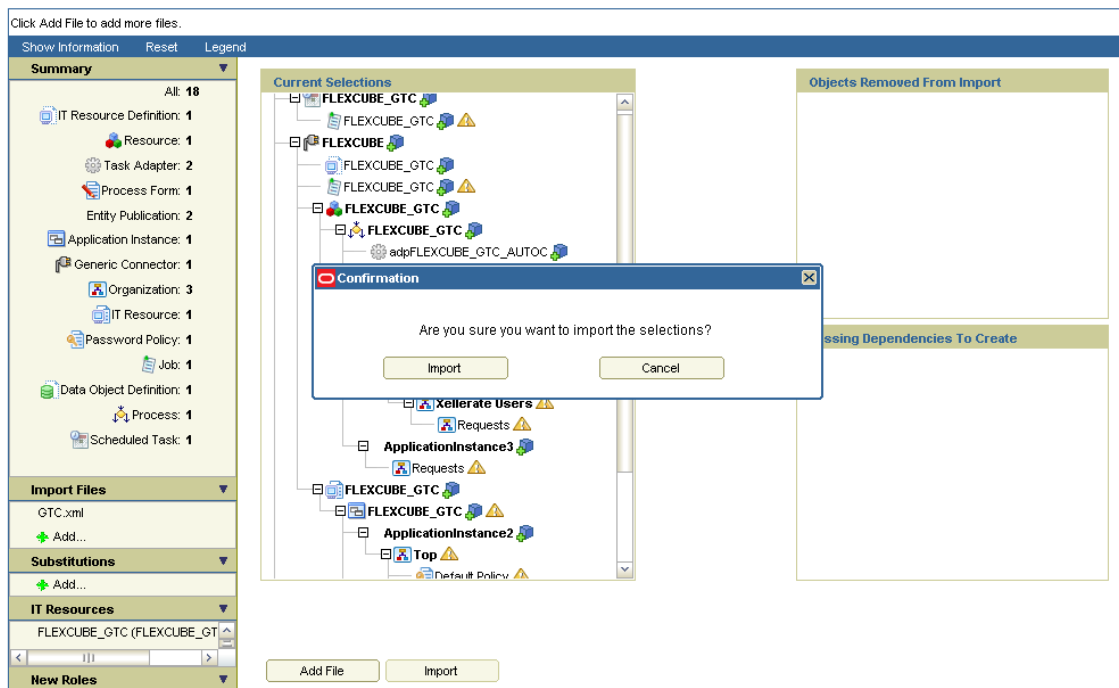 Click Add File to add more files.
Show Information Reset Legend
Summary
All: 18
IT Resource Definition: 1
Resource: 1
Task Adapter: 2
Process Form: 1
Entity Publication: 2
Application Instance: 1
Generic Connector: 1
Organization: 3
IT Resource: 1
Password Policy: 1
Job: 1
Data Object Definition: 1
Process: 1
Scheduled Task: 1
Import Files
GTC.xml
Add...
Substitutions
Add...
IT Resources
FLEXCUBE_GTC (FLEXCUBE_GT
New Roles
Current Selections
FLEXCUBE_GTC
FLEXCUBE_GTC
FLEXCUBE
FLEXCUBE_GTC
FLEXCUBE_GTC
FLEXCUBE_GTC
FLEXCUBE_GTC
adpFLEXCUBE_GTC_AUTOC
Confirmation
Are you sure you want to import the selections?
Import Cancel
Xellerate Users
Requests
ApplicationInstance3
Requests
FLEXCUBE_GTC
FLEXCUBE_GTC
ApplicationInstance2
Top
Default Policy
Add File Import
Objects Removed From Import
ssing Dependencies To Create